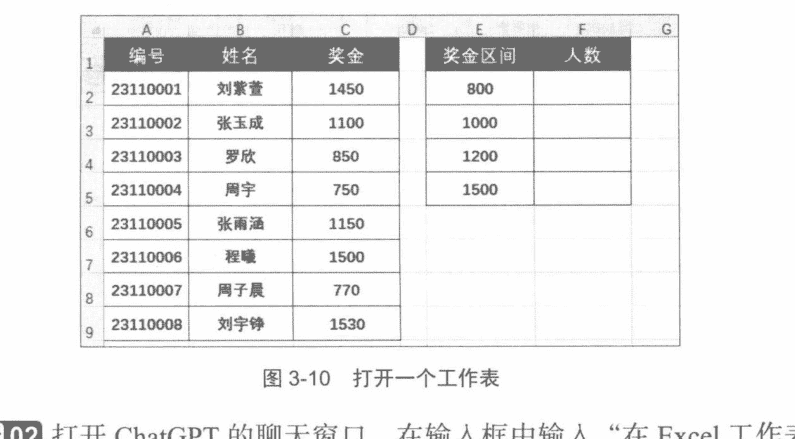 A B C D E F G
1 编号 姓名 奖金 奖金区间 人数
2 23110001 刘紫萱 1450 800
3 23110002 张玉成 1100 1000
4 23110003 罗欣 850 1200
5 23110004 周宇 750 1500
6 23110005 张雨涵 1150
7 23110006 程曦 1500
8 23110007 周子晨 770
9 23110008 刘宇铮 1530
图 3-10 打开一个工作表
02 打开 ChatGPT 的聊天窗口，在输入框中输入“在 Excel 工作表